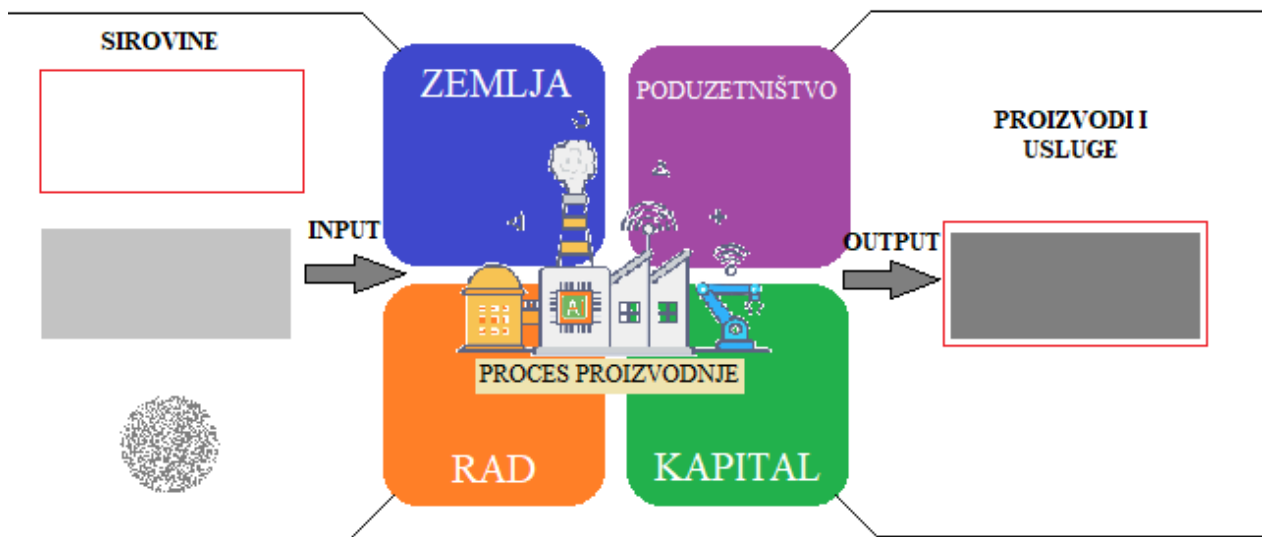 SIROVINE
ZEMLJA
PODUZETNIŠTVO
PROIZVODI I
USLUGE
INPUT
OUTPUT
AI
PROCES PROIZVODNJE
RAD
KAPITAL